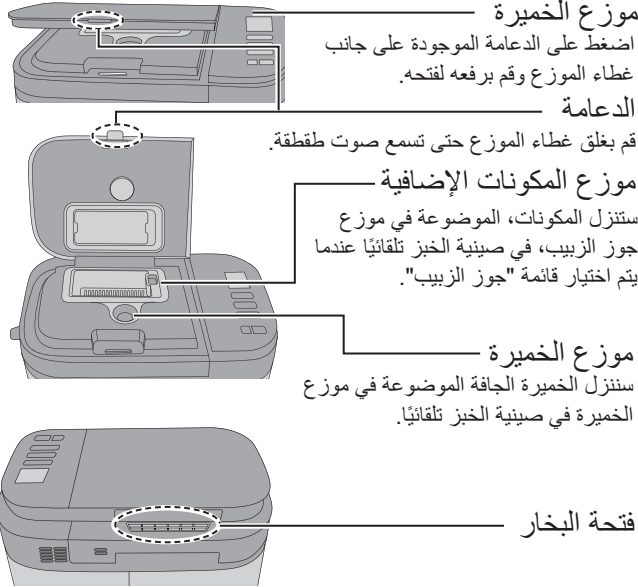 موزع الخميرة
اضغط على الدعامة الموجودة على جانب
غطاء الموزع وقم برفعه لفتحه.
الدعامة
قم بغلق غطاء الموزع حتى تسمع صوت طقطقة.
موزع المكونات الإضافية
ستنزل المكونات، الموضوعة في موزع
جوز الزبيب، في صينية الخبز تلقائيًا عندما
يتم اختيار قائمة "جوز الزبيب".
موزع الخميرة
سننزل الخميرة الجافة الموضوعة في موزع
الخميرة في صينية الخبز تلقائيًا.
فتحة البخار